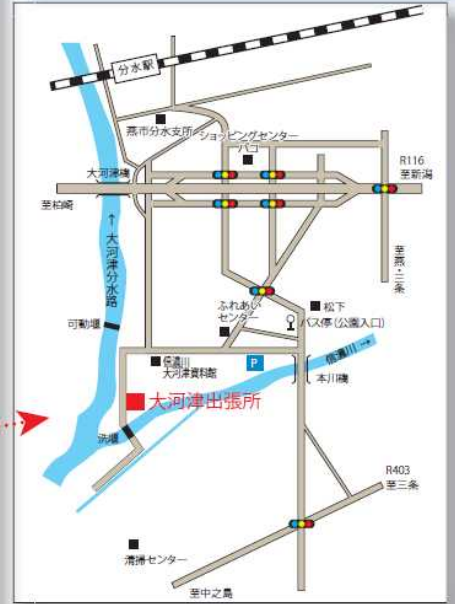 分水駅
燕市分水支所
ショッピングセンター
パコ
大河津橋
R116
至新潟
至柏崎
↑大河津分水路
至燕・三条
ふれあい
センター
松下
バス停(公園入口)
可動堰
信濃川
大河津資料館
P
信濃川→
本川橋
大河津出張所
洗堰
R403
至三条
清掃センター
至中之島